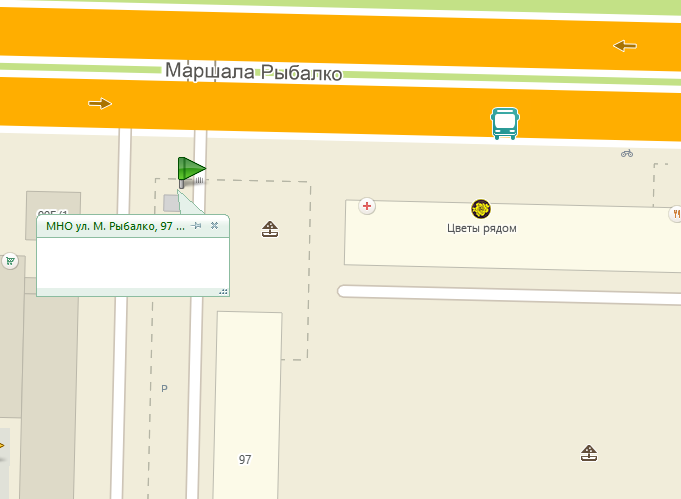 Маршала Рыбалко
МНО ул. М. Рыбалко, 97 ...
Цветы рядом
P
97